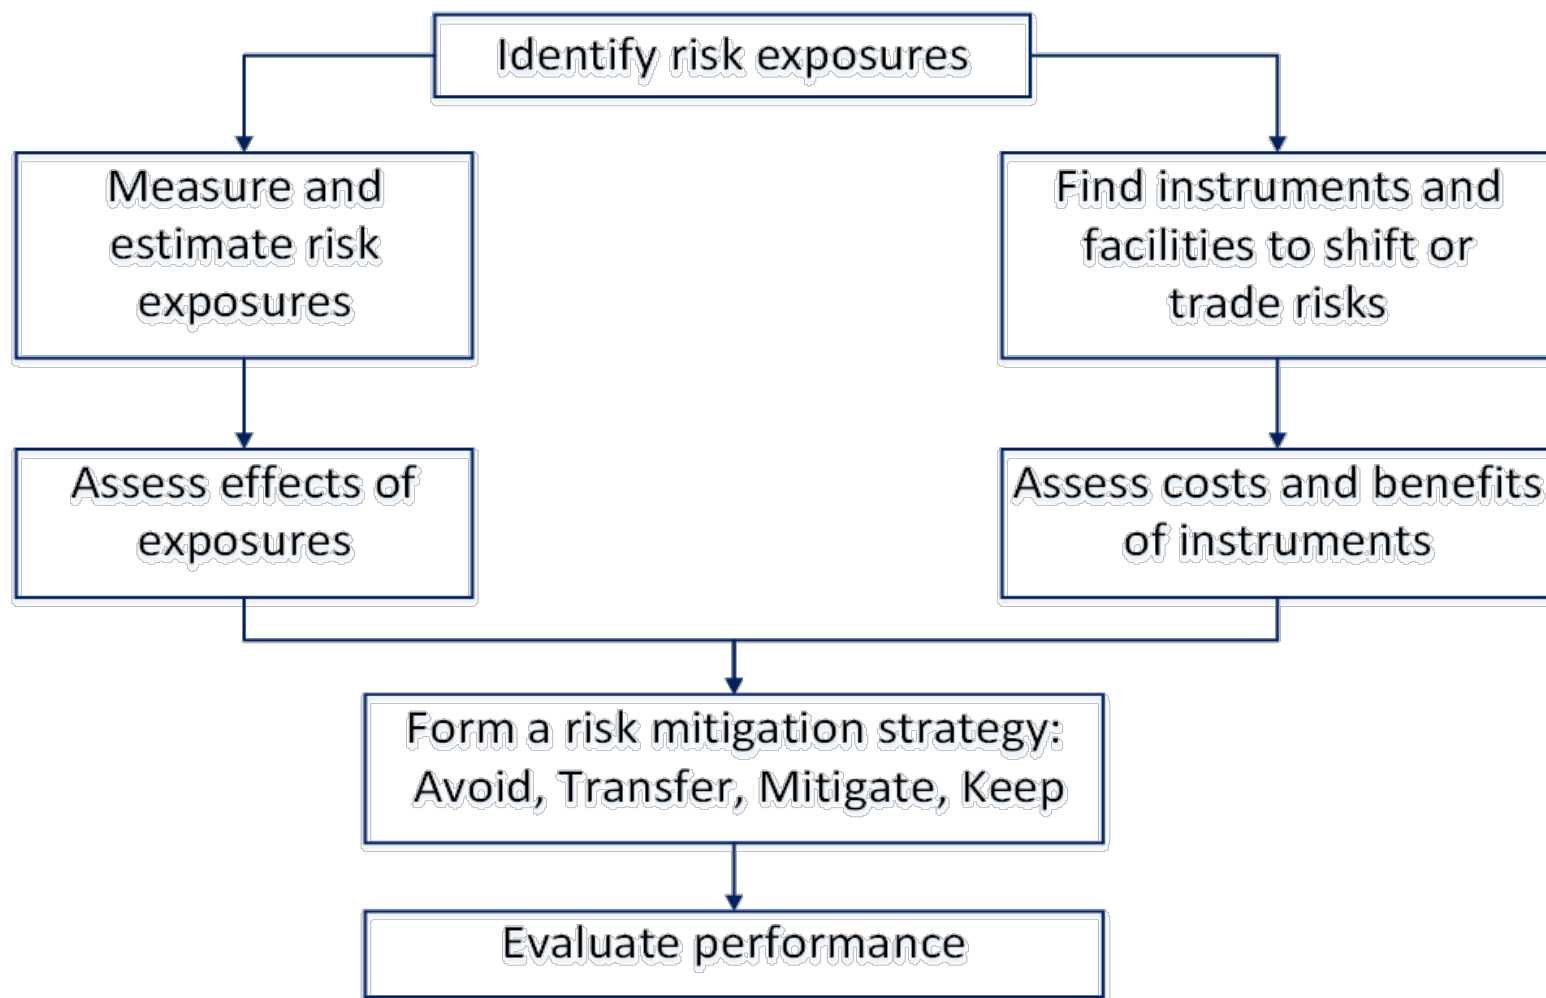 Identify risk exposures
Measure and
estimate risk
exposures
Find instruments and
facilities to shift or
trade risks
Assess effects of
exposures
Assess costs and benefits
of instruments
Form a risk mitigation strategy:
Avoid, Transfer, Mitigate, Keep
Evaluate performance